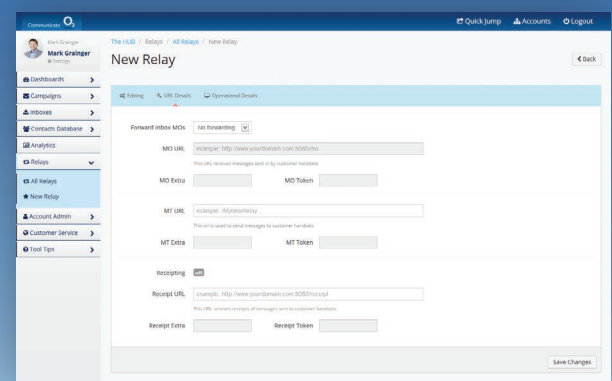 Communicate O2
Quick Jump Accounts Logout
Mark Grainger
Mark Grainger
Settings
The HUB / Relays / All Relays / New Relay
New Relay
Back
Dashboards
Campaigns
Inboxes
Contacts Database
Analytics
Relays
All Relays
New Relay
Account Admin
Customer Service
Tool Tips
URL Details Operational Details
Forward Inbox MOs No forwarding
MO URL example: http://www.yourdomain.com:8080/mo
This URL receives messages sent in by customer handsets
MO Extra MO Token
MT URL example: /MyNewRelay
This url is used to send messages to customer handsets
MT Extra MT Token
Receipting off
Receipt URL example: http://www.yourdomain.com:8080/receipt
This URL receives receipts of messages sent to customer handsets
Receipt Extra Receipt Token
Save Changes